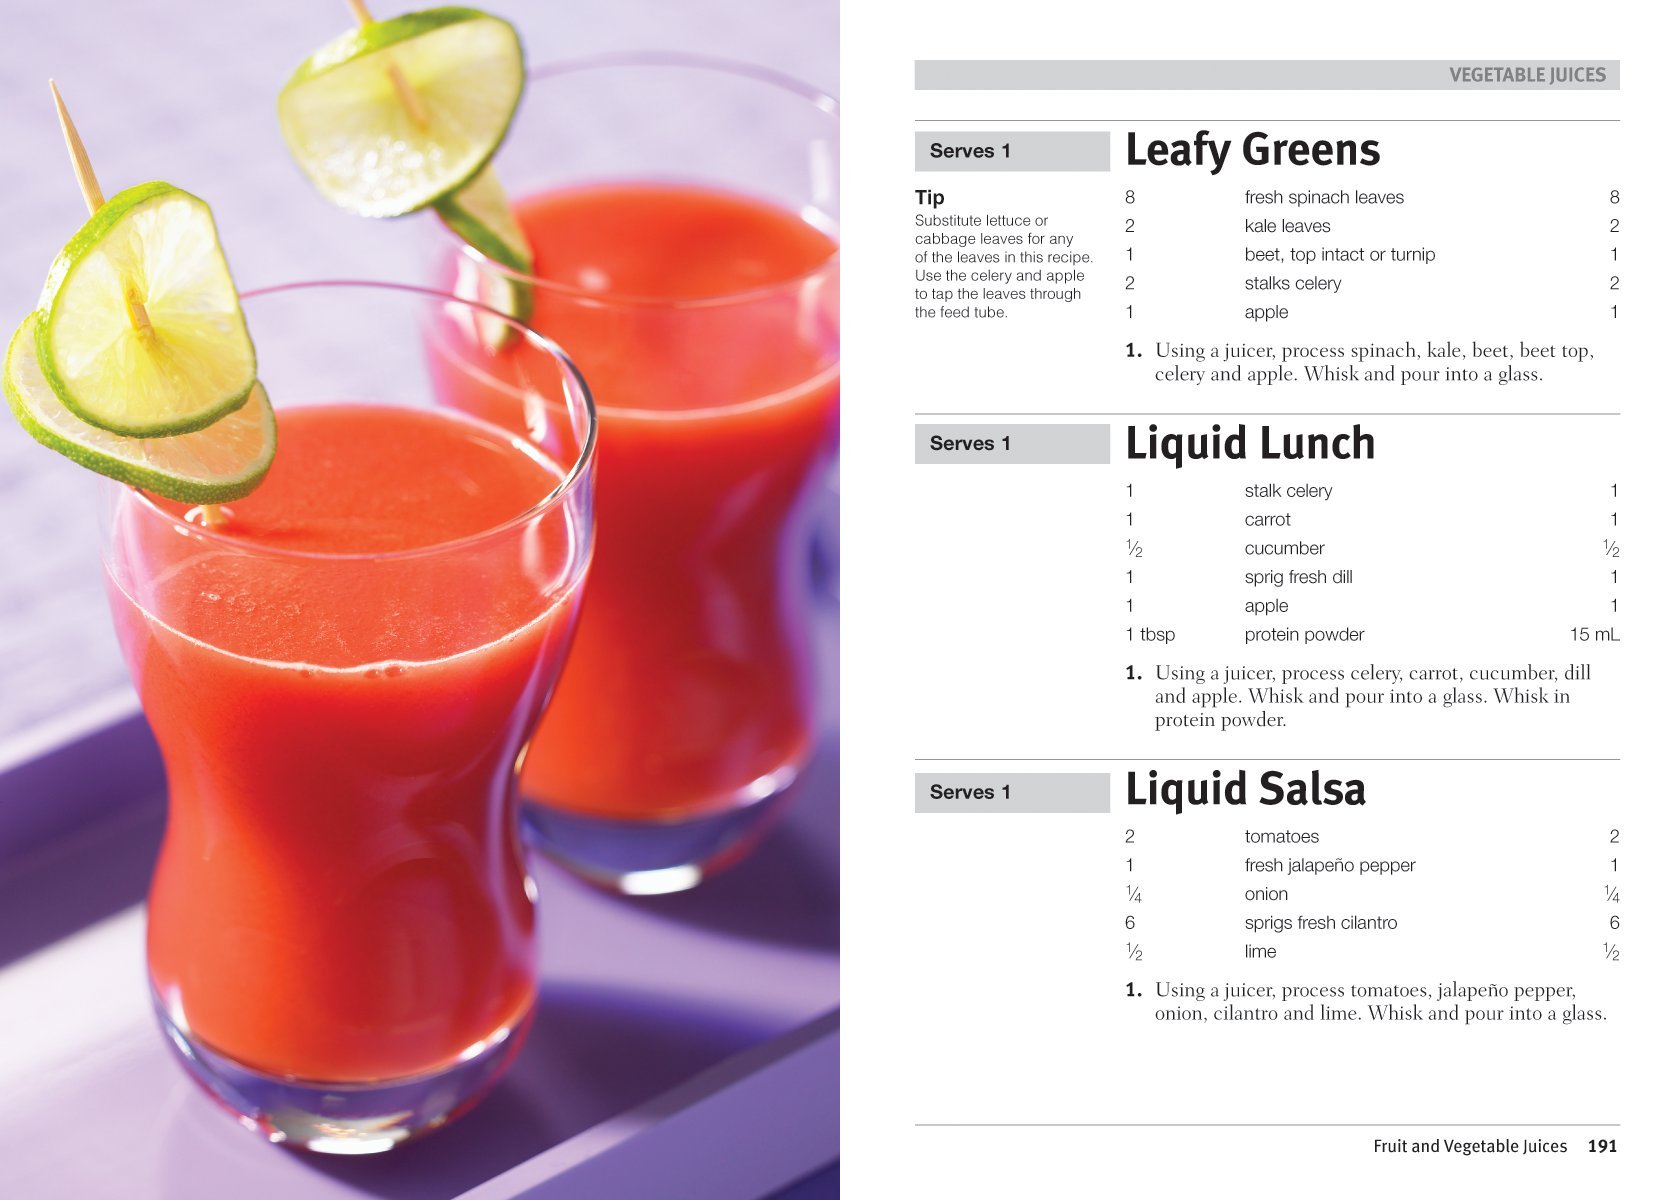 VEGETABLE JUICES
Serves 1
Leafy Greens
Tip
Substitute lettuce or
cabbage leaves for any
of the leaves in this recipe.
Use the celery and apple
to tap the leaves through
the feed tube.
8 fresh spinach leaves 8
2 kale leaves 2
1 beet, top intact or turnip 1
2 stalks celery 2
1 apple 1
1. Using a juicer, process spinach, kale, beet, beet top,
celery and apple. Whisk and pour into a glass.
Serves 1
Liquid Lunch
1 stalk celery 1
1 carrot 1
½ cucumber ½
1 sprig fresh dill 1
1 apple 1
1 tbsp protein powder 15 mL
1. Using a juicer, process celery, carrot, cucumber, dill
and apple. Whisk and pour into a glass. Whisk in
protein powder.
Serves 1
Liquid Salsa
2 tomatoes 2
1 fresh jalapeño pepper 1
¼ onion ¼
6 sprigs fresh cilantro 6
½ lime ½
1. Using a juicer, process tomatoes, jalapeño pepper,
onion, cilantro and lime. Whisk and pour into a glass.
Fruit and Vegetable Juices 191